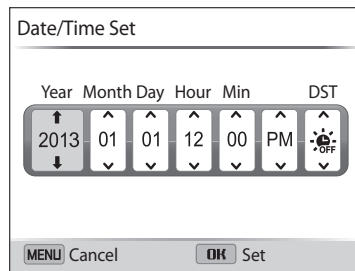 Date/Time Set
Year Month Day Hour Min DST
2013 01 01 12 00 PM OFF
MENU Cancel OK Set